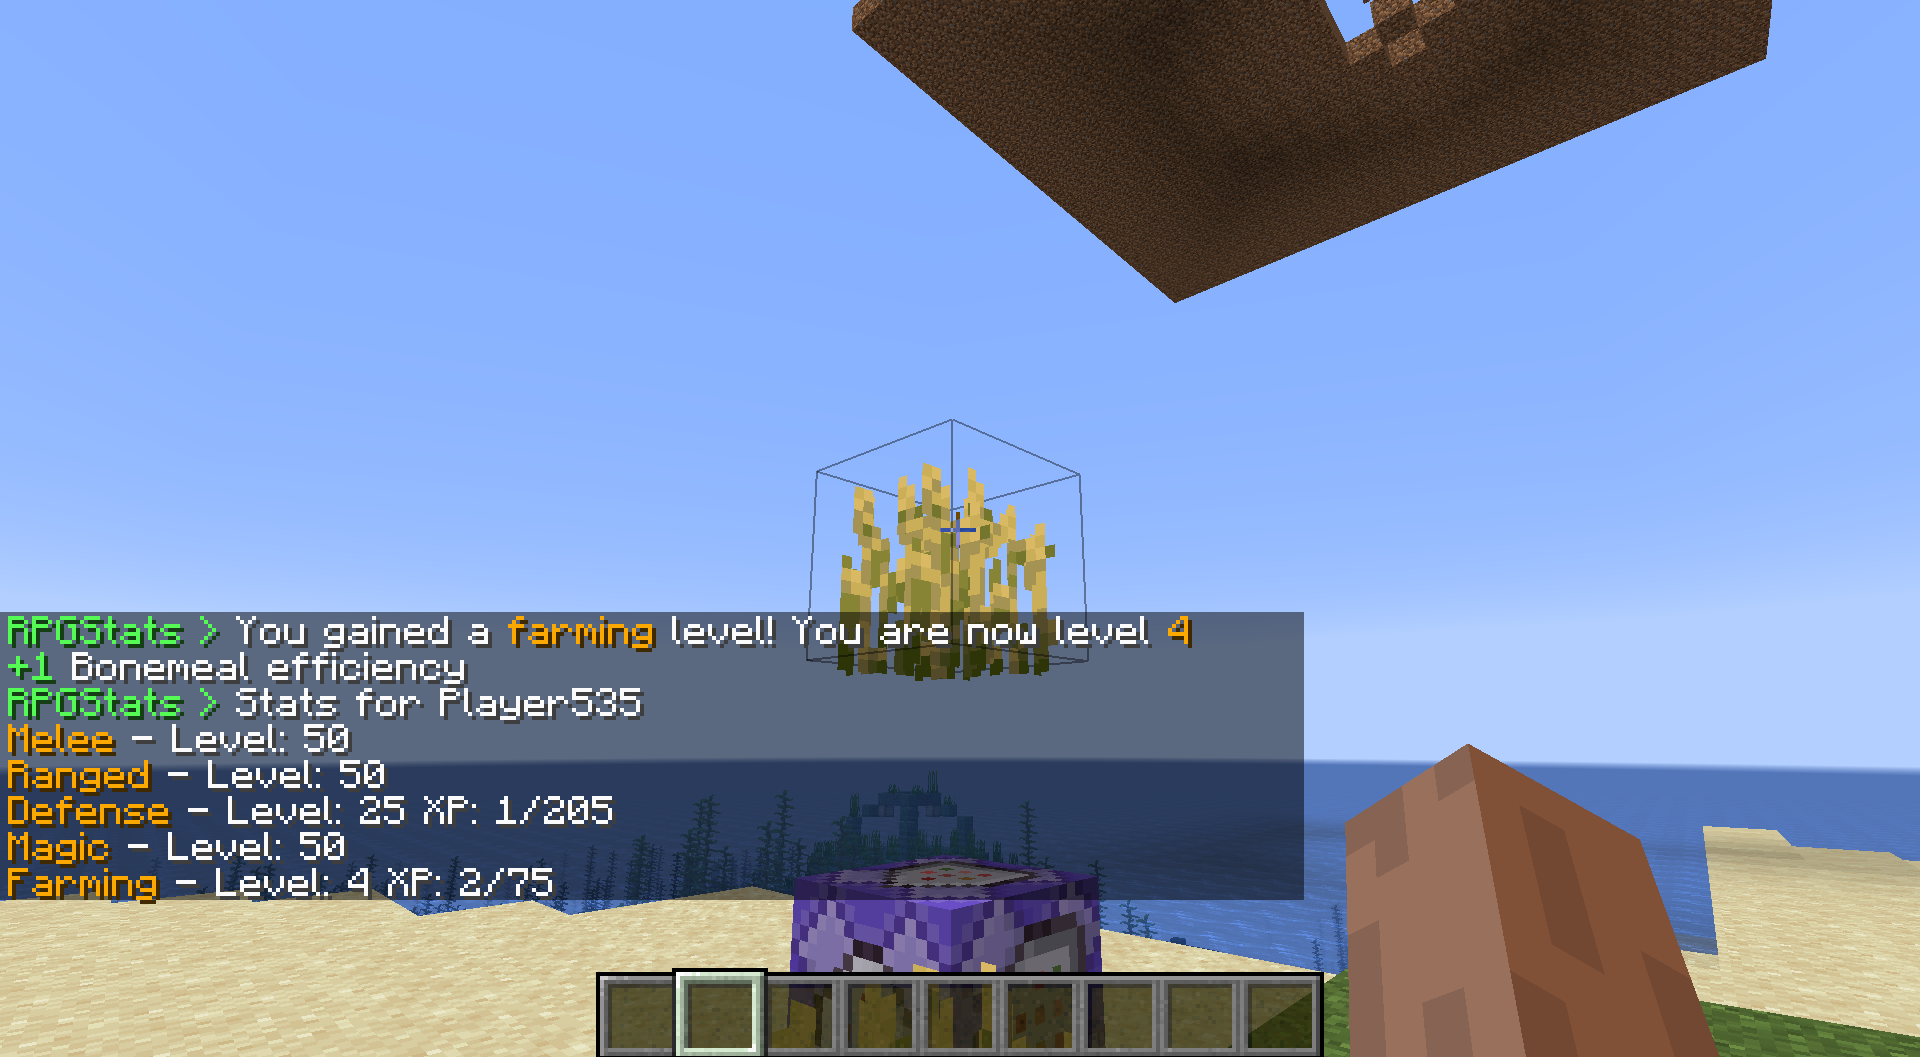 RPGStats > You gained a farming level! You are now level 4
+1 Bonemeal efficiency
RPGStats > Stats for Player535
Melee - Level: 50
Ranged - Level: 50
Defense - Level: 25 XP: 1/205
Magic - Level: 50
Farming - Level: 4 XP: 2/75